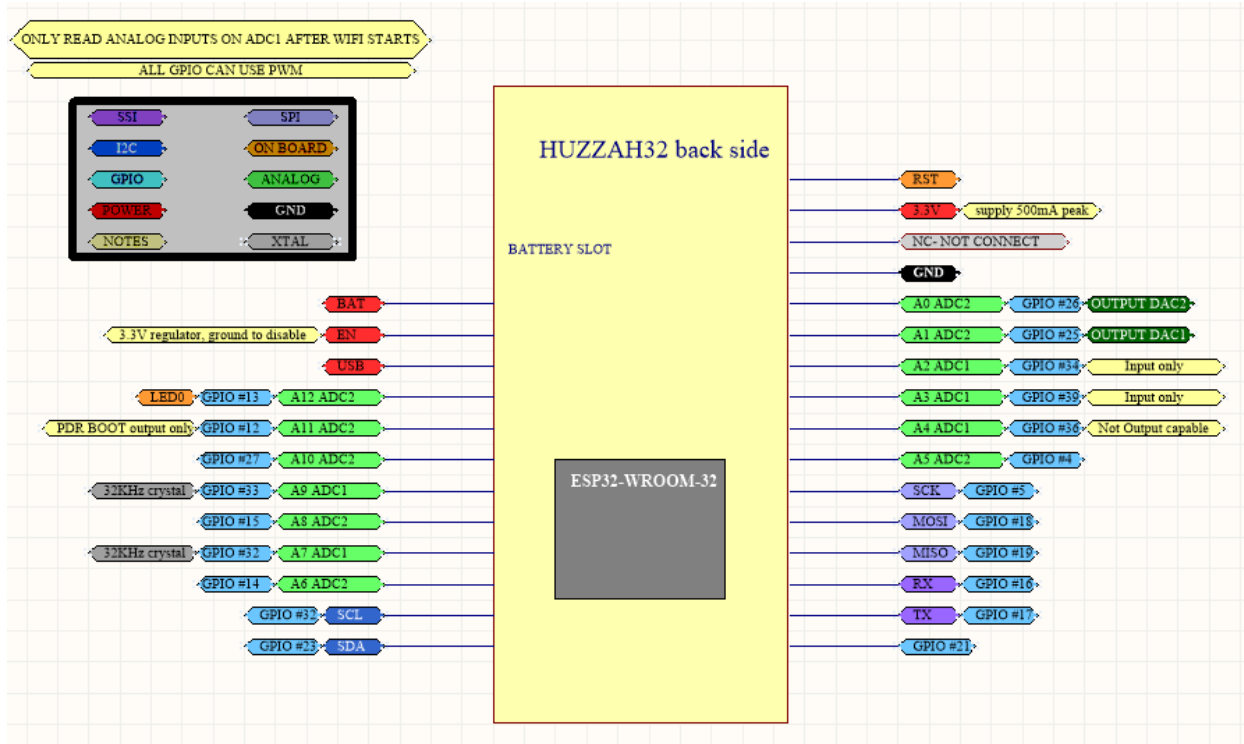 ONLY READ ANALOG INPUTS ON ADC1 AFTER WIFI STARTS
ALL GPIO CAN USE PWM
SSI SPI
I2C ON BOARD
GPIO ANALOG
POWER GND
NOTES XTAL
HUZZAH32 back side
BATTERY SLOT
ESP32-WROOM-32
BAT
3.3V regulator, ground to disable EN
USB
LED0 GPIO #13 A12 ADC2
PDR BOOT output only GPIO #12 A11 ADC2
GPIO #27 A10 ADC2
32KHz crystal GPIO #33 A9 ADC1
GPIO #15 A8 ADC2
32KHz crystal GPIO #32 A7 ADC1
GPIO #14 A6 ADC2
GPIO #32 SCL
GPIO #23 SDA
RST
3.3V supply 500mA peak
NC- NOT CONNECT
GND
A0 ADC2 GPIO #26 OUTPUT DAC2
A1 ADC2 GPIO #25 OUTPUT DAC1
A2 ADC1 GPIO #34 Input only
A3 ADC1 GPIO #39 Input only
A4 ADC1 GPIO #36 Not Output capable
A5 ADC2 GPIO #4
SCK GPIO #5
MOSI GPIO #18
MISO GPIO #19
RX GPIO #16
TX GPIO #17
GPIO #21